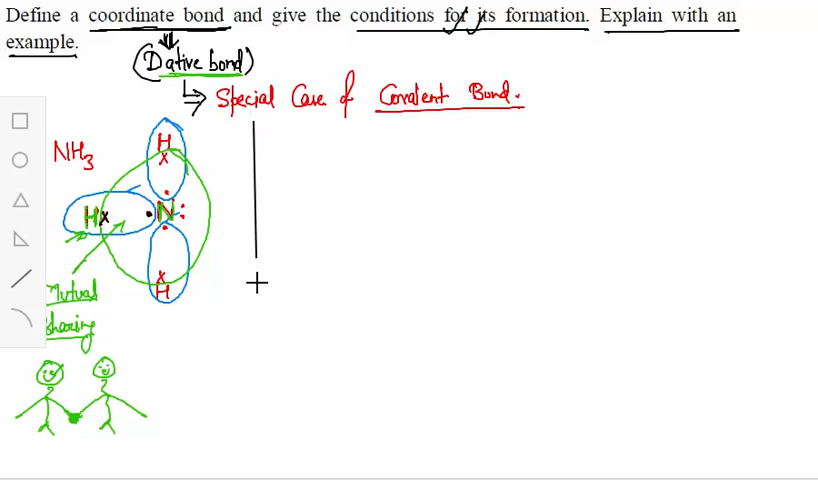 Define a coordinate bond and give the conditions for its formation. Explain with an
example.
(Dative bond)
Special Case of Covalent Bond.
NH3
H
x
Hx N
x
H
Mutual
Sharing